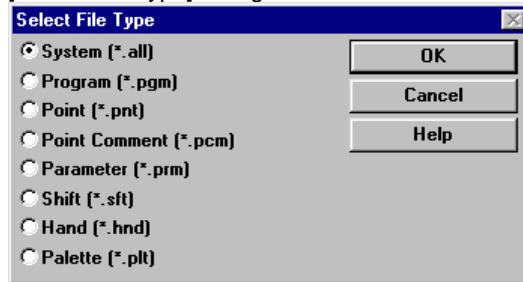 Select File Type
System (*.all)
OK
Program (*.pgm)
Cancel
Point (*.pnt)
Point Comment (*.pcm)
Help
Parameter (*.prm)
Shift (*.sft)
Hand (*.hnd)
Palette (*.plt)